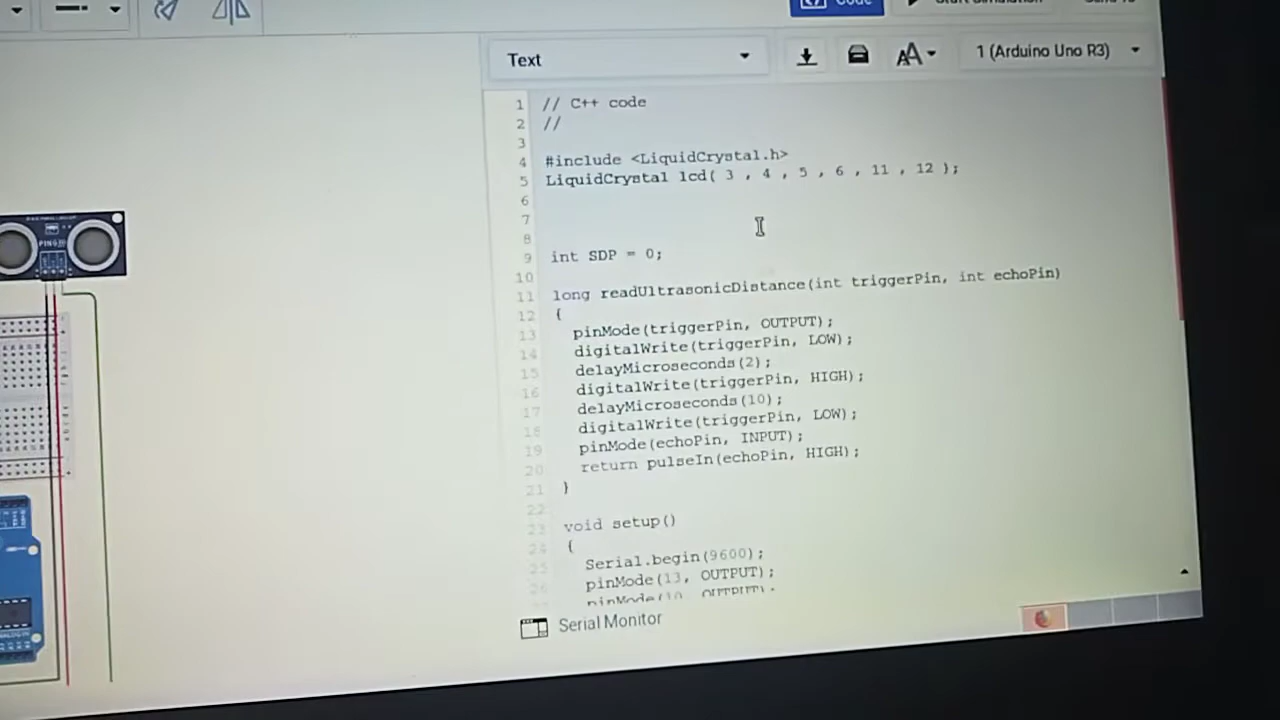 Code
Text
1 (Arduino Uno R3)
1 // C++ code
2 //
3
4 #include <LiquidCrystal.h>
5 LiquidCrystal lcd( 3 , 4 , 5 , 6 , 11 , 12 );
6
7
8
9 int SDP = 0;
10
11 long readUltrasonicDistance(int triggerPin, int echoPin)
12 {
13 pinMode(triggerPin, OUTPUT);
14 digitalWrite(triggerPin, LOW);
15 delayMicroseconds(2);
16 digitalWrite(triggerPin, HIGH);
17 delayMicroseconds(10);
18 digitalWrite(triggerPin, LOW);
19 pinMode(echoPin, INPUT);
20 return pulseIn(echoPin, HIGH);
21 }
22
23 void setup()
24 {
25 Serial.begin(9600);
26 pinMode(13, OUTPUT);
pinMode(10, OUTPUT);
Serial Monitor